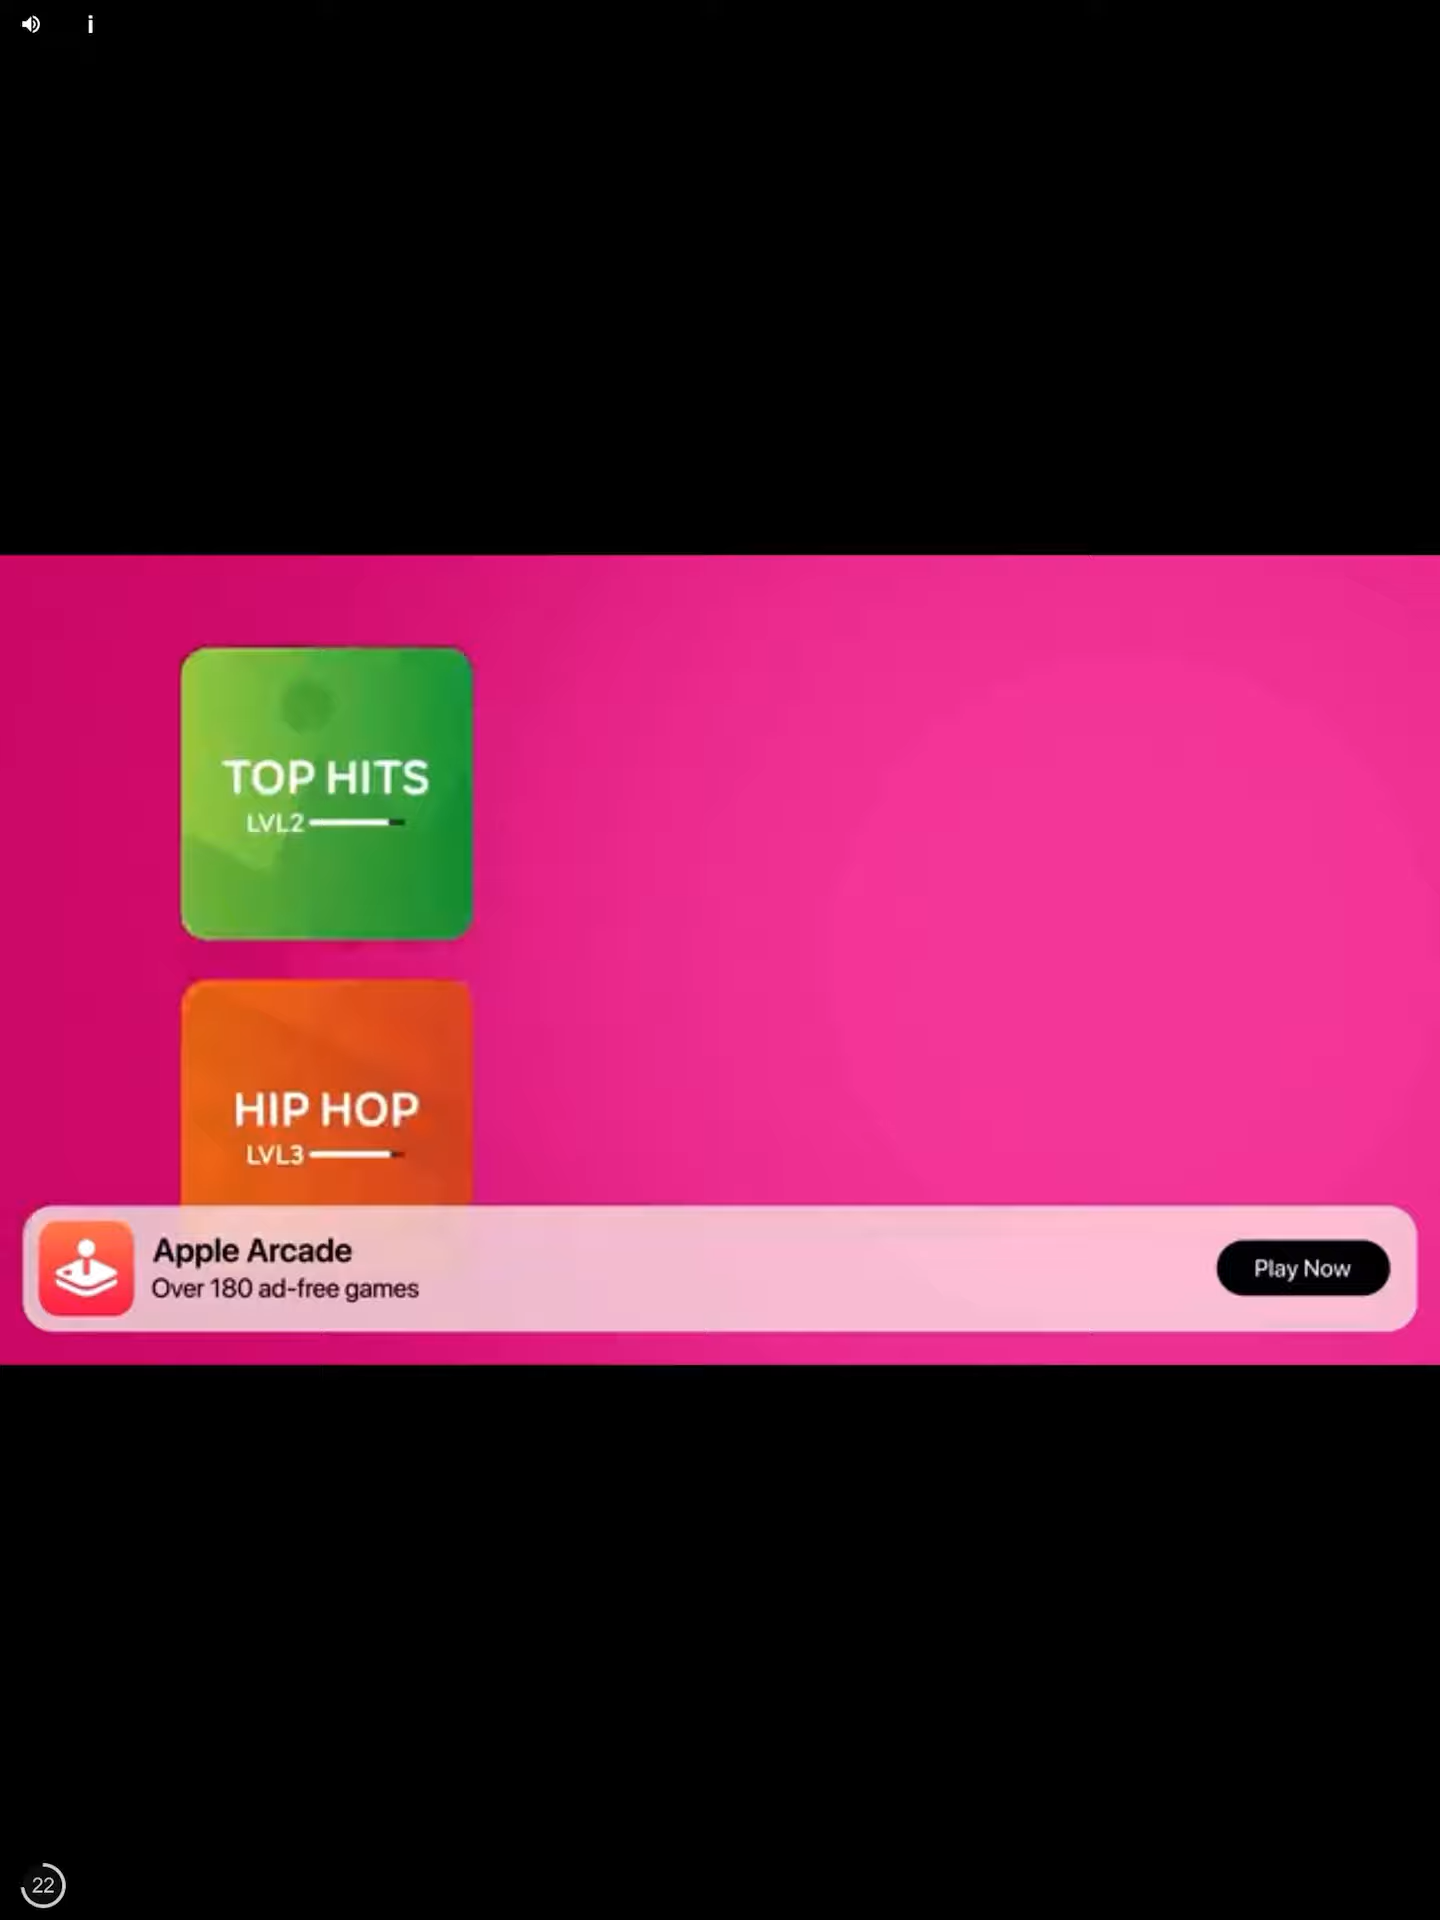 i
TOP HITS
LVL2
HIP HOP
LVL3
Apple Arcade
Over 180 ad-free games
Play Now
22